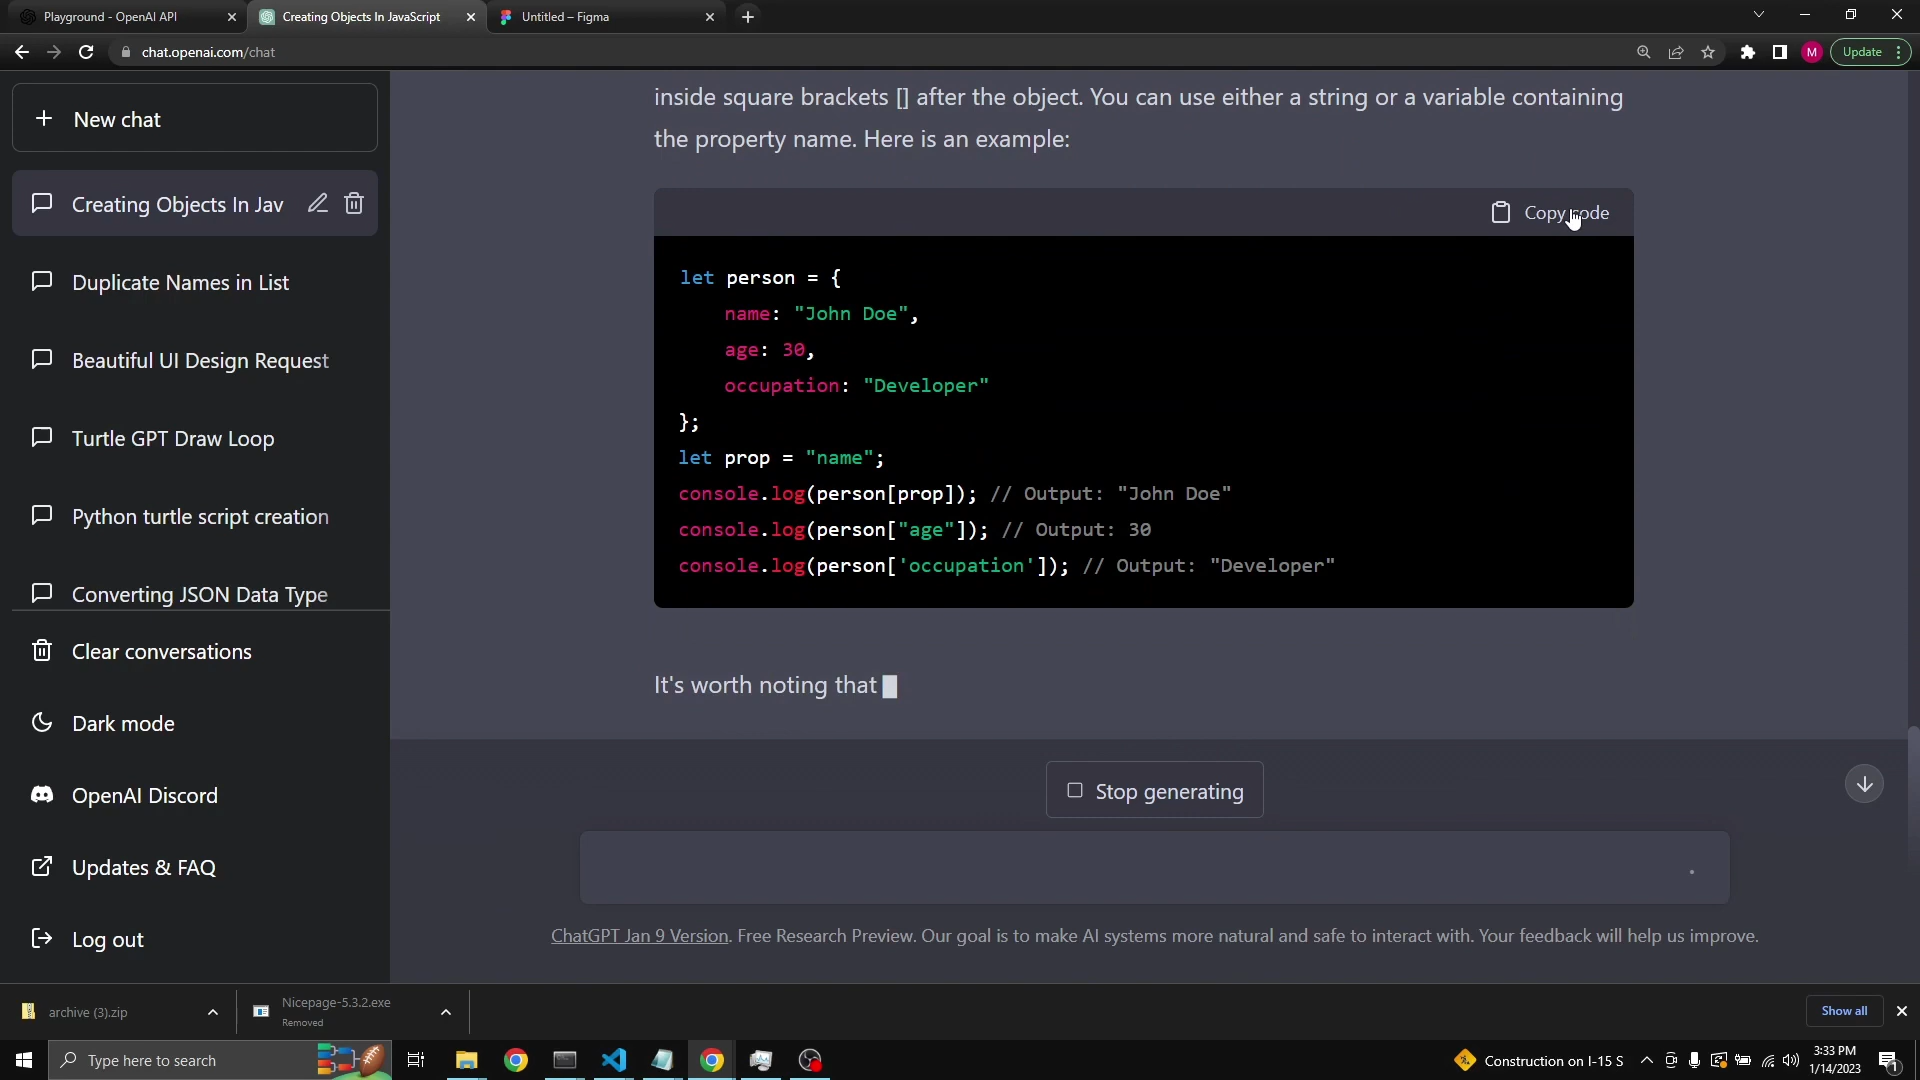 Playground - OpenAI API
Creating Objects In JavaScript
Untitled – Figma
chat.openai.com/chat
M
Update
New chat
Creating Objects In Jav
Duplicate Names in List
Beautiful UI Design Request
Turtle GPT Draw Loop
Python turtle script creation
Converting JSON Data Type
Clear conversations
Dark mode
OpenAI Discord
Updates & FAQ
Log out
inside square brackets [] after the object. You can use either a string or a variable containing
the property name. Here is an example:
Copy code
let person = {
name: "John Doe",
age: 30,
occupation: "Developer"
};
let prop = "name";
console.log(person[prop]); // Output: "John Doe"
console.log(person["age"]); // Output: 30
console.log(person['occupation']); // Output: "Developer"
It's worth noting that
Stop generating
ChatGPT Jan 9 Version. Free Research Preview. Our goal is to make AI systems more natural and safe to interact with. Your feedback will help us improve.
archive (3).zip
Nicepage-5.3.2.exe
Removed
Show all
Type here to search
Construction on I-15 S
3:33 PM
1/14/2023
1